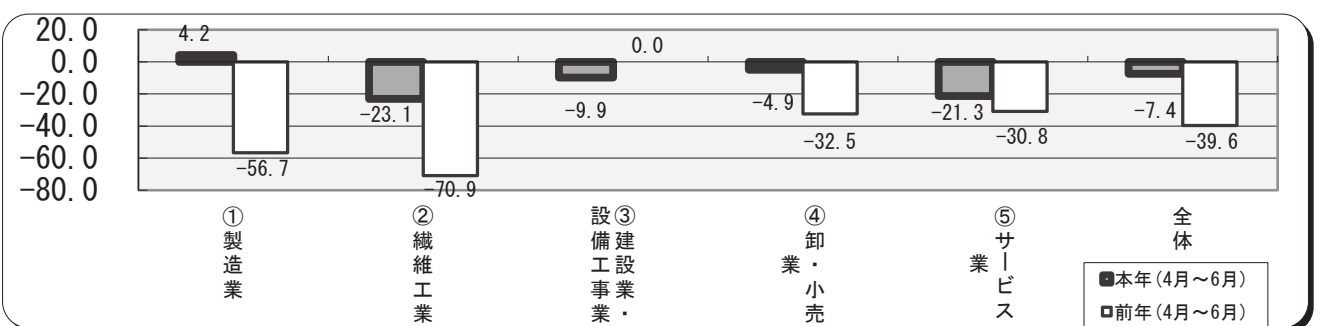 20.0
0.0
-20.0
-40.0
-60.0
-80.0
4.2
-56.7
-23.1
-70.9
-9.9
0.0
-4.9
-32.5
-21.3
-30.8
-7.4
-39.6
①製造業
②繊維工業
③建設業・
設備工事業
④卸・小売
業
⑤サービス
業
全体
本年(4月～6月)
前年(4月～6月)